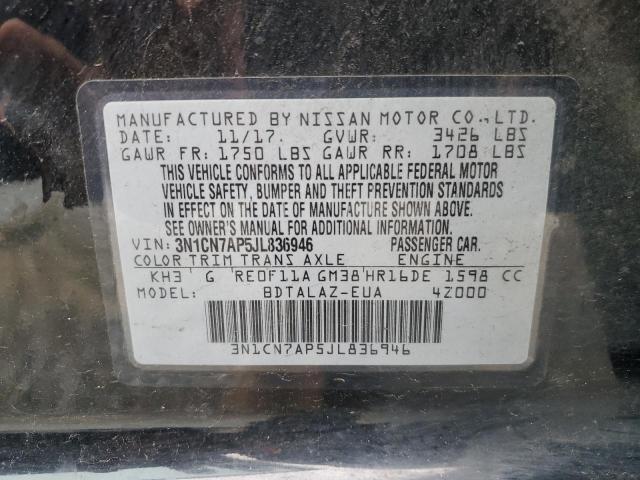 MANUFACTURED BY NISSAN MOTOR CO., LTD.
DATE: 11/17. GVWR: 3426 LBS
GAWR FR: 1750 LBS GAWR RR: 1708 LBS
THIS VEHICLE CONFORMS TO ALL APPLICABLE FEDERAL MOTOR
VEHICLE SAFETY, BUMPER AND THEFT PREVENTION STANDARDS
IN EFFECT ON THE DATE OF MANUFACTURE SHOWN ABOVE.
SEE OWNER'S MANUAL FOR ADDITIONAL INFORMATION.
VIN: 3N1CN7AP5JL836946 PASSENGER CAR.
COLOR TRIM TRANS AXLE ENGINE
KH3 G RE0F11A GM38 HR16DE 1598 CC
MODEL: BDTALAZ-EUA 4Z000
3N1CN7AP5JL836946